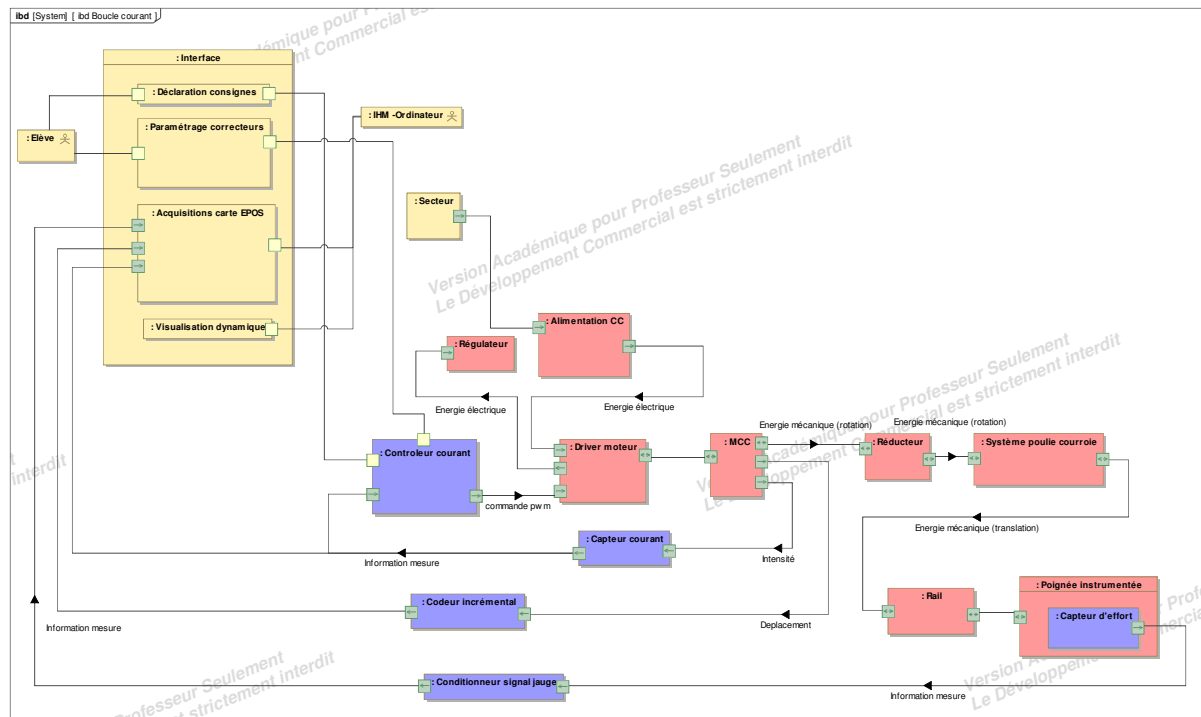 ibd [System] [ ibd Boucle courant ]
: Interface
: Déclaration consignes
: IHM -Ordinateur
: Paramétrage correcteurs
: Elève
: Secteur
: Acquisitions carte EPOS
: Visualisation dynamique
: Alimentation CC
: Régulateur
Energie électrique
Energie électrique
Energie mécanique (rotation)
Energie mécanique (rotation)
: Controleur courant
: Driver moteur
: MCC
: Réducteur
: Système poulie courroie
commande pwm
Energie mécanique (translation)
: Capteur courant
Information mesure
Intensité
: Codeur incrémental
: Rail
: Poignée instrumentée
: Capteur d'effort
Information mesure
Deplacement
: Conditionneur signal jauge
Information mesure
Version Académique pour Professeur Seulement
Le Développement Commercial est strictement interdit